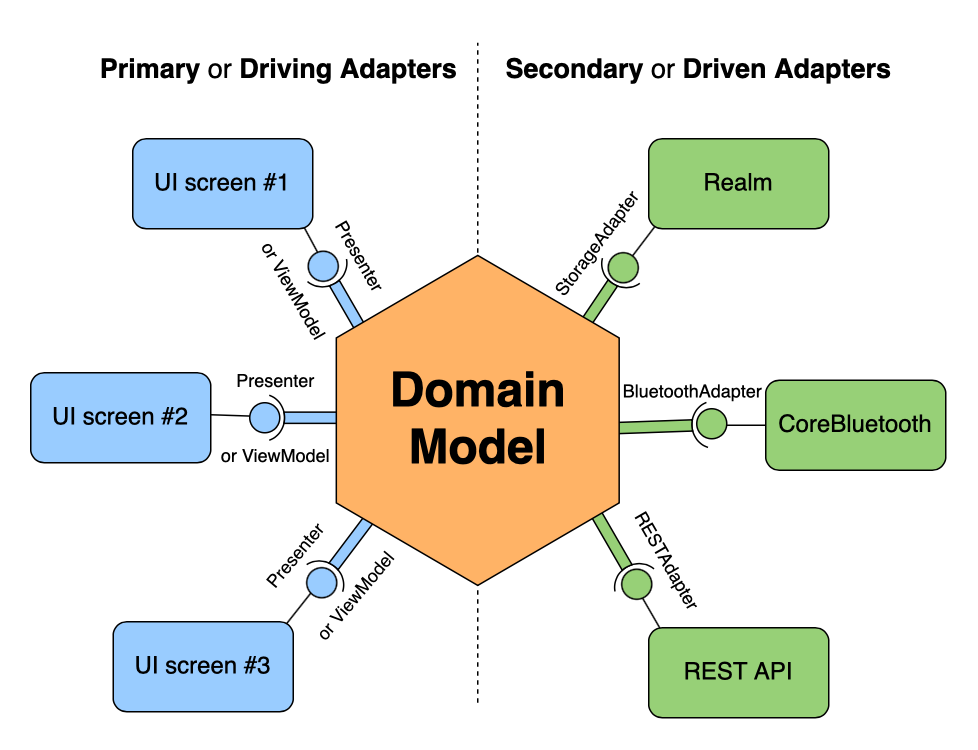 Primary or Driving Adapters
Secondary or Driven Adapters
UI screen #1
Presenter
or ViewModel
UI screen #2
Presenter
or ViewModel
UI screen #3
Presenter
or ViewModel
Domain
Model
Realm
StorageAdapter
BluetoothAdapter
CoreBluetooth
RESTAdapter
REST API